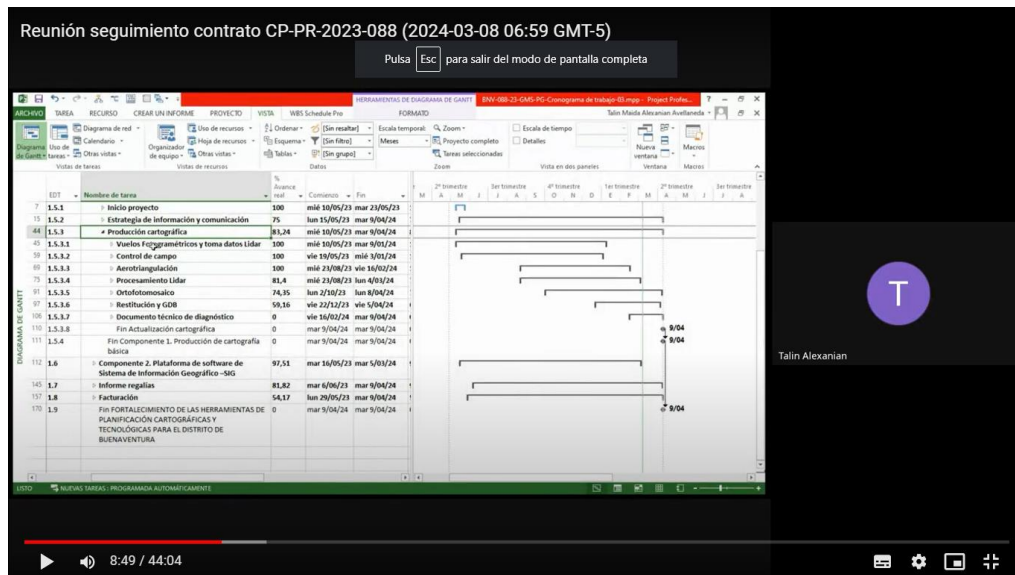 Reunión seguimiento contrato CP-PR-2023-088 (2024-03-08 06:59 GMT-5)
Pulsa Esc para salir del modo de pantalla completa
HERRAMIENTAS DE DIAGRAMA DE GANTT ENV-088-23-GMS-PG-Cronograma de trabajo-03.mpp - Project Profes...
ARCHIVO TAREA RECURSO CREAR UN INFORME PROYECTO VISTA WBS Schedule Pro FORMATO Talin Maida Alexanian Avellaneda
Diagrama de Gantt Uso de tareas Diagrama de red Calendario Otras vistas
Organizador de equipo Uso de recursos Hoja de recursos Otras vistas
Ordenar Esquema Tablas [Sin resaltar] [Sin filtro] [Sin grupo]
Escala temporal: Meses Zoom Proyecto completo Tareas seleccionadas
Escala de tiempo Detalles Nueva ventana Macros
Vistas de tareas Vistas de recursos Datos Zoom Vista en dos paneles Ventana Macros
EDT Nombre de tarea % Avance real Comienzo Fin
2º trimestre 3er trimestre 4º trimestre 1er trimestre 2º trimestre 3er trimestre
M A M J J A S O N D E F M A M J J A
7 1.5.1 Inicio proyecto 100 mié 10/05/23 mar 23/05/23
15 1.5.2 Estrategia de información y comunicación 75 lun 15/05/23 mar 9/04/24
44 1.5.3 Producción cartográfica 83,24 mié 10/05/23 mar 9/04/24
45 1.5.3.1 Vuelos Fotogramétricos y toma datos Lidar 100 mié 10/05/23 mar 9/01/24
59 1.5.3.2 Control de campo 100 vie 19/05/23 mié 3/01/24
69 1.5.3.3 Aerotriangulación 100 mié 23/08/23 vie 16/02/24
75 1.5.3.4 Procesamiento Lidar 81,4 mié 23/08/23 lun 4/03/24
91 1.5.3.5 Ortofotomosaico 74,35 lun 2/10/23 lun 8/04/24
97 1.5.3.6 Restitución y GDB 59,16 vie 22/12/23 vie 5/04/24
106 1.5.3.7 Documento técnico de diagnóstico 0 vie 16/02/24 mar 9/04/24
110 1.5.3.8 Fin Actualización cartográfica 0 mar 9/04/24 mar 9/04/24 9/04
111 1.5.4 Fin Componente 1. Producción de cartografía básica 0 mar 9/04/24 mar 9/04/24 9/04
112 1.6 Componente 2. Plataforma de software de Sistema de Información Geográfico –SIG 97,51 mar 16/05/23 mar 5/03/24
145 1.7 Informe regalías 81,82 mar 6/06/23 mar 9/04/24
157 1.8 Facturación 54,17 lun 29/05/23 mar 9/04/24
170 1.9 Fin FORTALECIMIENTO DE LAS HERRAMIENTAS DE PLANIFICACIÓN CARTOGRÁFICAS Y TECNOLÓGICAS PARA EL DISTRITO DE BUENAVENTURA 0 mar 9/04/24 mar 9/04/24 9/04
DIAGRAMA DE GANTT
LISTO NUEVAS TAREAS : PROGRAMADA AUTOMÁTICAMENTE
T
Talin Alexanian
8:49 / 44:04